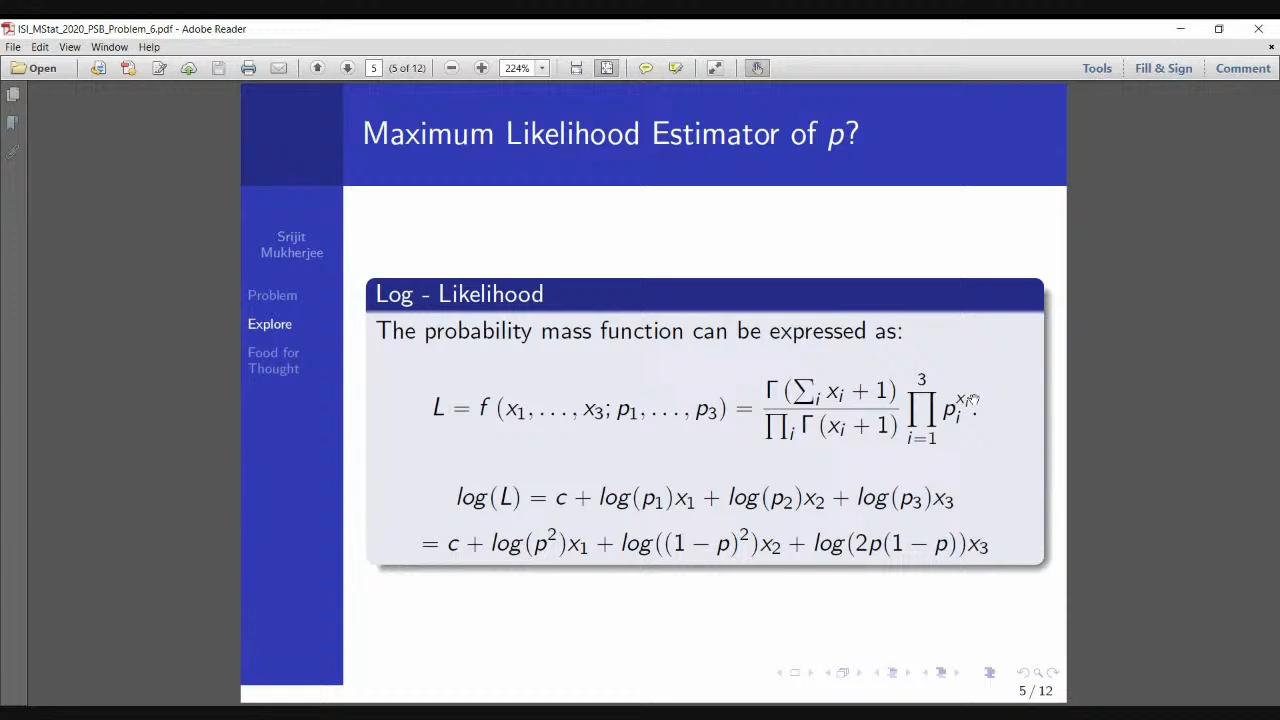 ISI_MStat_2020_PSB_Problem_6.pdf - Adobe Reader
File Edit View Window Help
Open 5 (5 of 12) 224% Tools Fill & Sign Comment
Maximum Likelihood Estimator of p?
Srijit
Mukherjee
Problem
Explore
Food for
Thought
Log - Likelihood
The probability mass function can be expressed as:
L = f (x₁, . . . , x₃; p₁, . . . , p₃) = Γ (∑ᵢ xᵢ + 1) / ∏ᵢ Γ (xᵢ + 1) ∏³ᵢ₌₁ pᵢ^xᵢ.
log(L) = c + log(p₁)x₁ + log(p₂)x₂ + log(p₃)x₃
= c + log(p²)x₁ + log((1 − p)²)x₂ + log(2p(1 − p))x₃
5 / 12